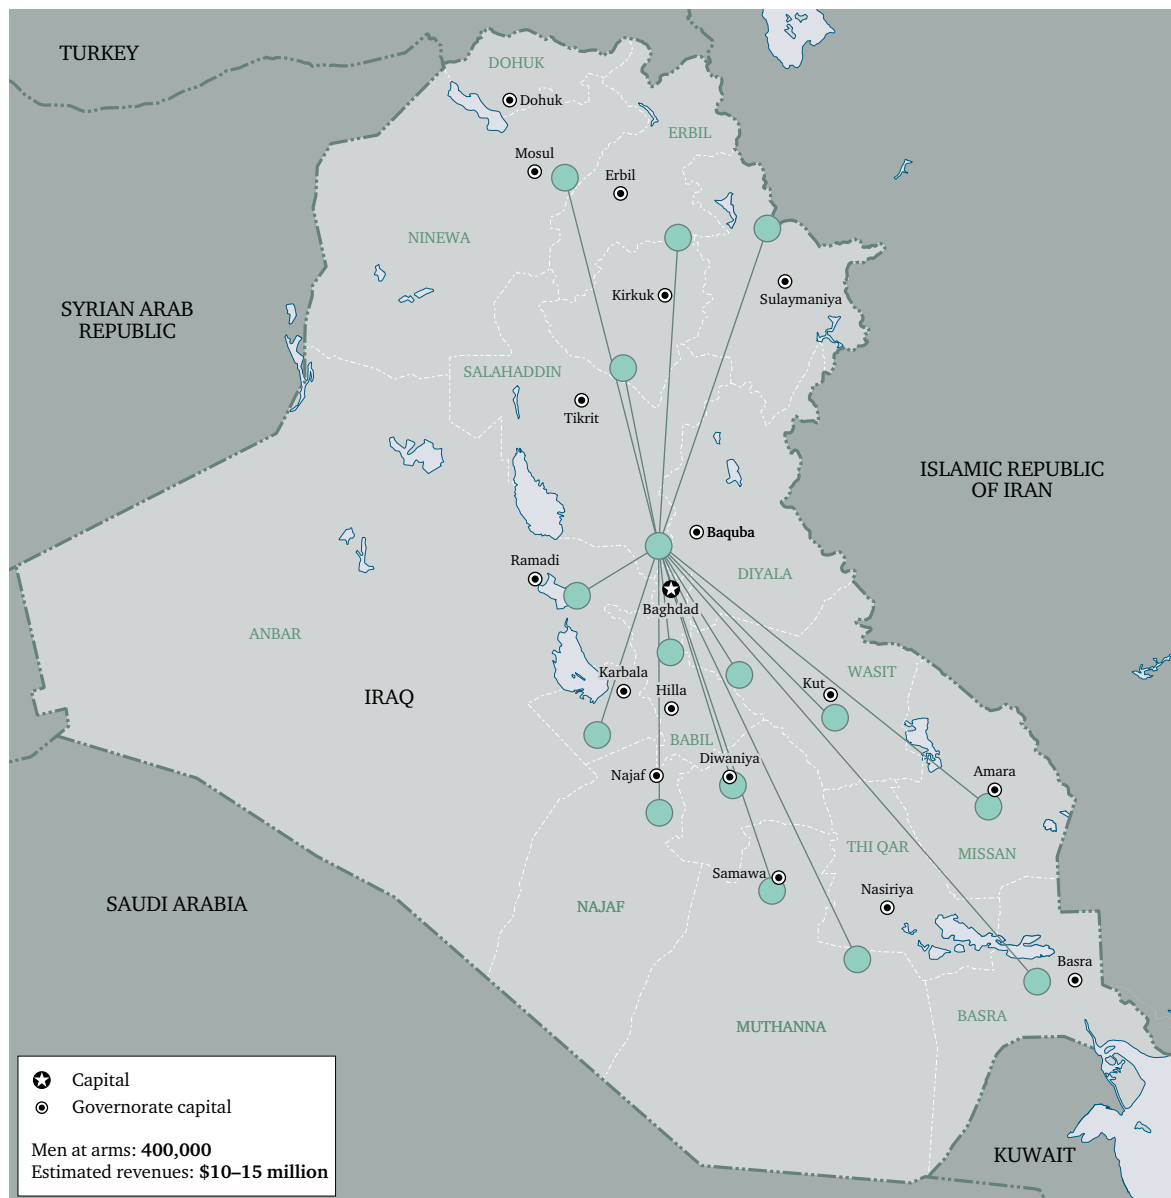 TURKEY
DOHUK
Dohuk
ERBIL
Mosul
Erbil
NINEWA
Kirkuk
Sulaymaniya
SYRIAN ARAB
REPUBLIC
SALAHADDIN
Tikrit
ISLAMIC REPUBLIC
OF IRAN
Baquba
Ramadi
DIYALA
Baghdad
ANBAR
WASIT
Karbala
Kut
IRAQ
Hilla
BABIL
Diwaniya
Najaf
Amara
THI QAR
MISSAN
Samawa
Nasiriya
SAUDI ARABIA
NAJAF
Basra
BASRA
MUTHANNA
Capital
Governorate capital
Men at arms: 400,000
Estimated revenues: $10–15 million
KUWAIT